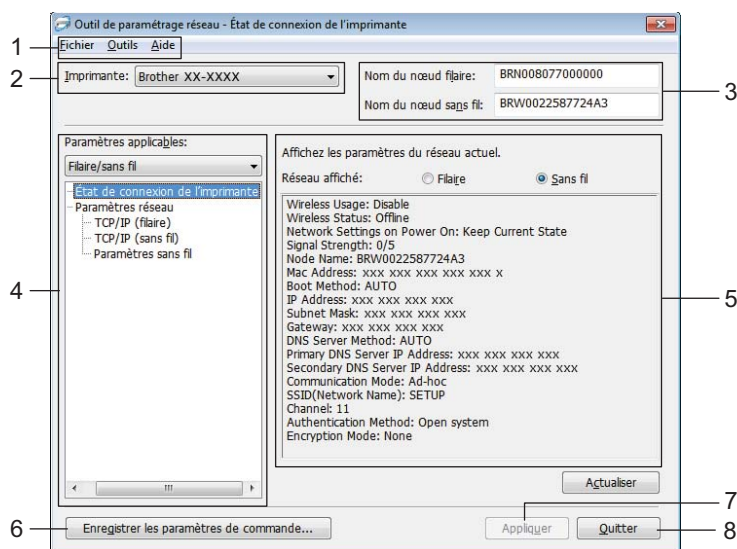 Outil de paramétrage réseau - État de connexion de l'imprimante
1
Fichier Outils Aide
2
Imprimante: Brother XX-XXXX
Nom du nœud filaire: BRN008077000000
Nom du nœud sans fil: BRW0022587724A3
3
Paramètres applicables:
Filaire/sans fil
État de connexion de l'imprimante
Paramètres réseau
TCP/IP (filaire)
TCP/IP (sans fil)
Paramètres sans fil
4
Affichez les paramètres du réseau actuel.
Réseau affiché: Filaire Sans fil
Wireless Usage: Disable
Wireless Status: Offline
Network Settings on Power On: Keep Current State
Signal Strength: 0/5
Node Name: BRW0022587724A3
Mac Address: xxx xxx xxx xxx xxx x
Boot Method: AUTO
IP Address: xxx xxx xxx xxx
Subnet Mask: xxx xxx xxx xxx
Gateway: xxx xxx xxx xxx
DNS Server Method: AUTO
Primary DNS Server IP Address: xxx xxx xxx xxx
Secondary DNS Server IP Address: xxx xxx xxx xxx
Communication Mode: Ad-hoc
SSID(Network Name): SETUP
Channel: 11
Authentication Method: Open system
Encryption Mode: None
5
Actualiser
6
Enregistrer les paramètres de commande...
Appliquer
7
Quitter
8